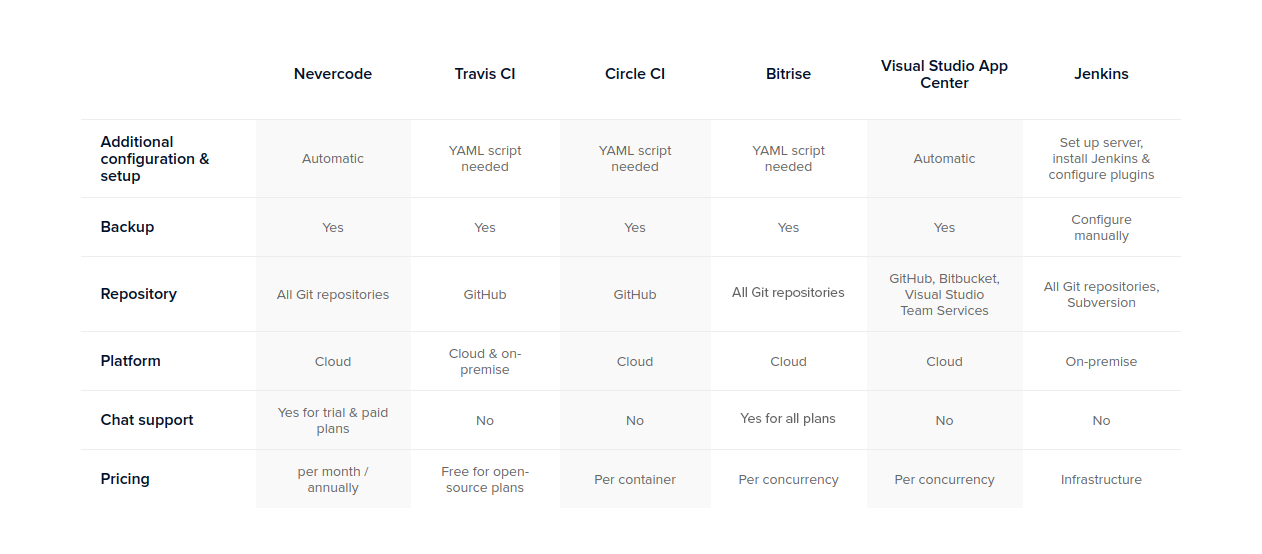 Nevercode
Travis CI
Circle CI
Bitrise
Visual Studio App
Center
Jenkins
Additional
configuration &
setup
Automatic
YAML script
needed
YAML script
needed
YAML script
needed
Automatic
Set up server,
install Jenkins &
configure plugins
Backup
Yes
Yes
Yes
Yes
Yes
Configure
manually
Repository
All Git repositories
GitHub
GitHub
All Git repositories
GitHub, Bitbucket,
Visual Studio
Team Services
All Git repositories,
Subversion
Platform
Cloud
Cloud & on-
premise
Cloud
Cloud
Cloud
On-premise
Chat support
Yes for trial & paid
plans
No
No
Yes for all plans
No
No
Pricing
per month /
annually
Free for open-
source plans
Per container
Per concurrency
Per concurrency
Infrastructure